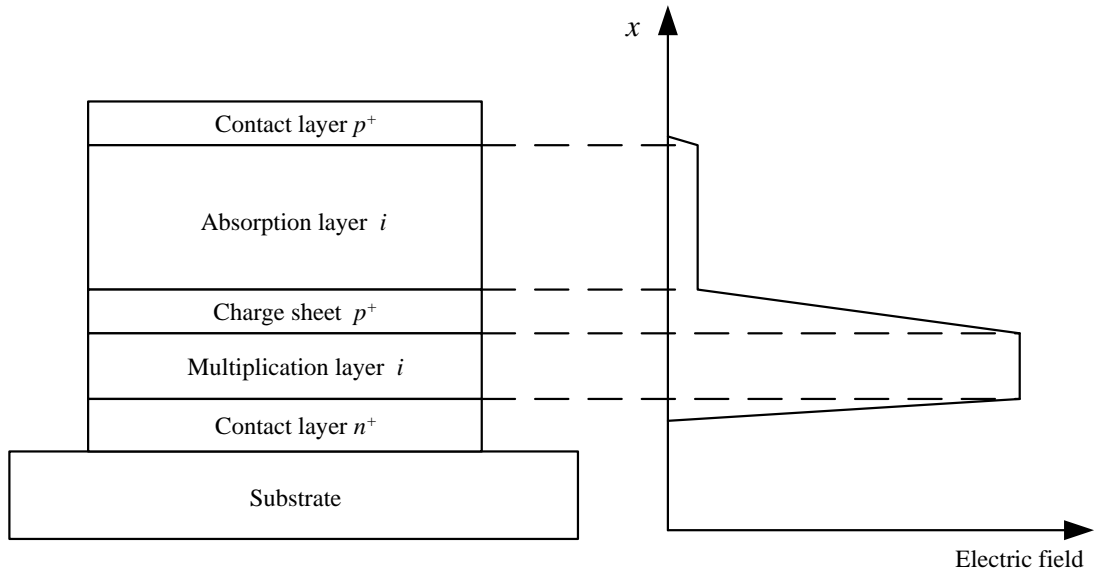 x
Contact layer p+
Absorption layer i
Charge sheet p+
Multiplication layer i
Contact layer n+
Substrate
Electric field